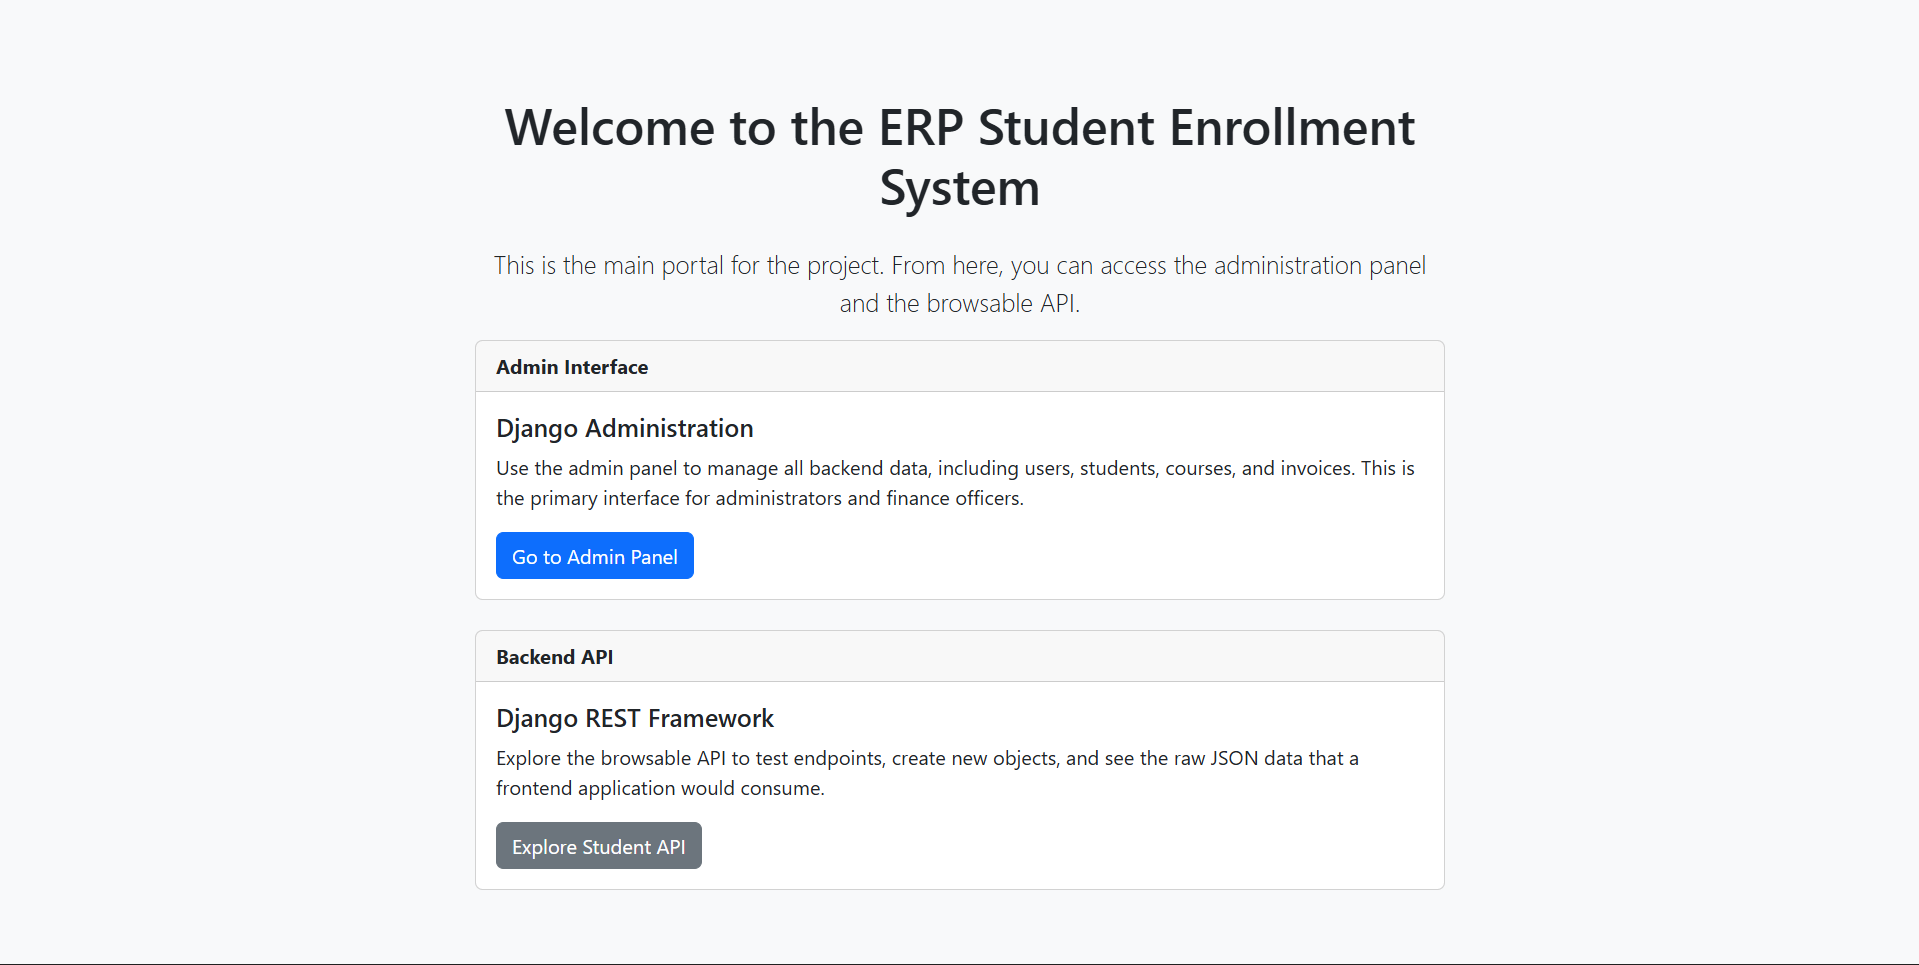 Welcome to the ERP Student Enrollment
System
This is the main portal for the project. From here, you can access the administration panel
and the browsable API.
Admin Interface
Django Administration
Use the admin panel to manage all backend data, including users, students, courses, and invoices. This is
the primary interface for administrators and finance officers.
Go to Admin Panel
Backend API
Django REST Framework
Explore the browsable API to test endpoints, create new objects, and see the raw JSON data that a
frontend application would consume.
Explore Student API